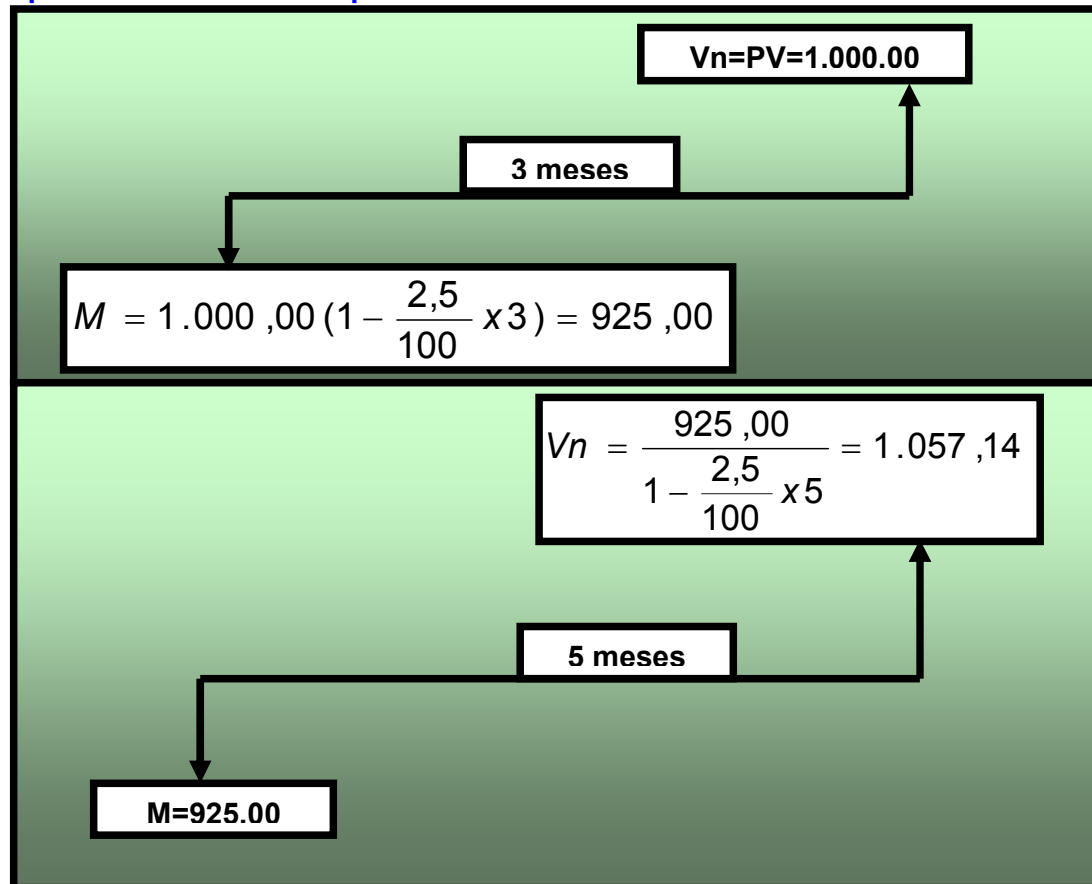 Vn=PV=1.000.00
3 meses
M = 1.000 ,00 (1 − 2,5/100 x 3 ) = 925 ,00
Vn = 925 ,00 / (1 − 2,5/100 x 5) = 1.057 ,14
5 meses
M=925.00